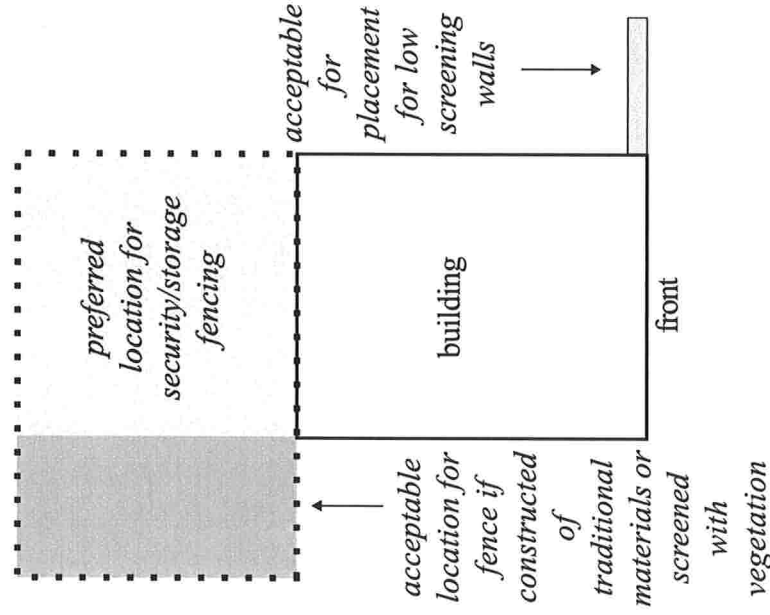 preferred
location for
security/storage
fencing
acceptable
for
placement
for low
screening
walls
building
front
acceptable
location for
fence if
constructed
of
traditional
materials or
screened
with
vegetation